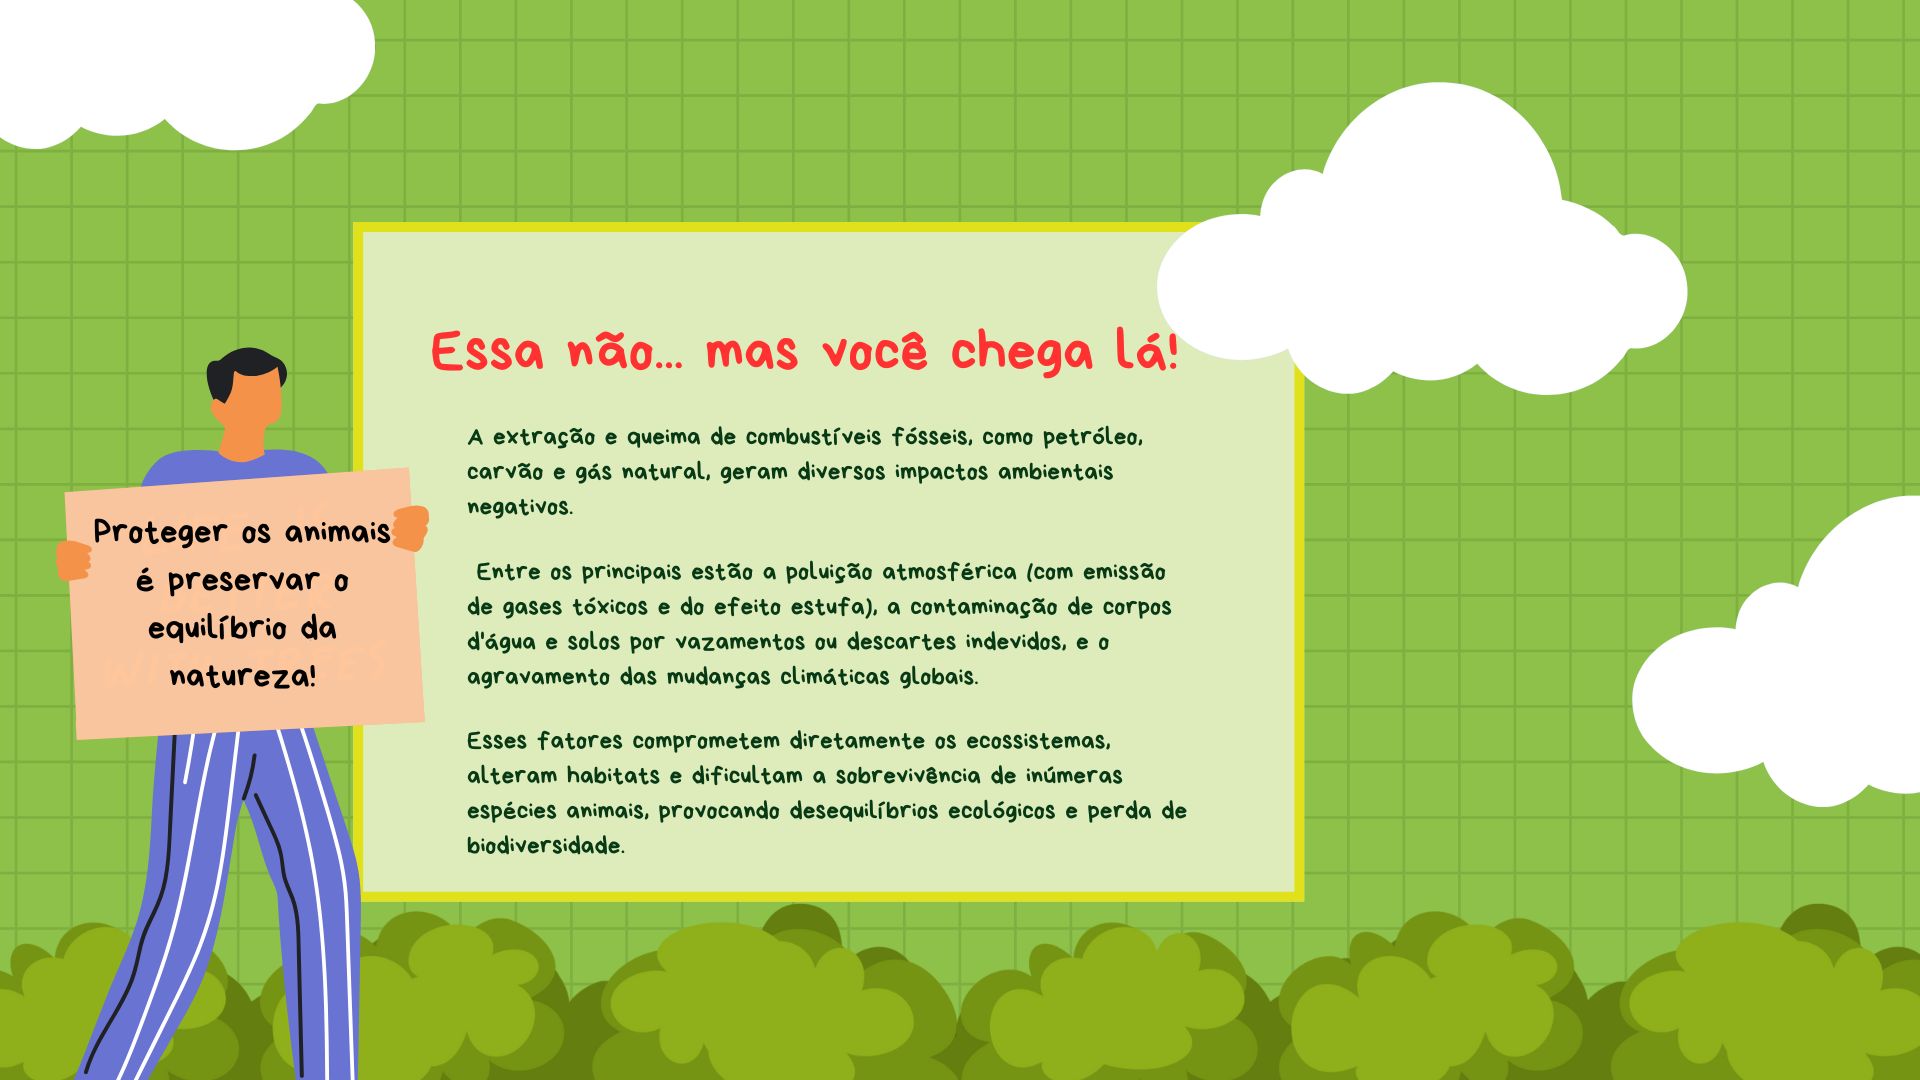 Essa não... mas você chega lá!
A extração e queima de combustíveis fósseis, como petróleo,
carvão e gás natural, geram diversos impactos ambientais
negativos.
Entre os principais estão a poluição atmosférica (com emissão
de gases tóxicos e do efeito estufa), a contaminação de corpos
d'água e solos por vazamentos ou descartes indevidos, e o
agravamento das mudanças climáticas globais.
Esses fatores comprometem diretamente os ecossistemas,
alteram habitats e dificultam a sobrevivência de inúmeras
espécies animais, provocando desequilíbrios ecológicos e perda de
biodiversidade.
Proteger os animais
é preservar o
equilíbrio da
natureza!